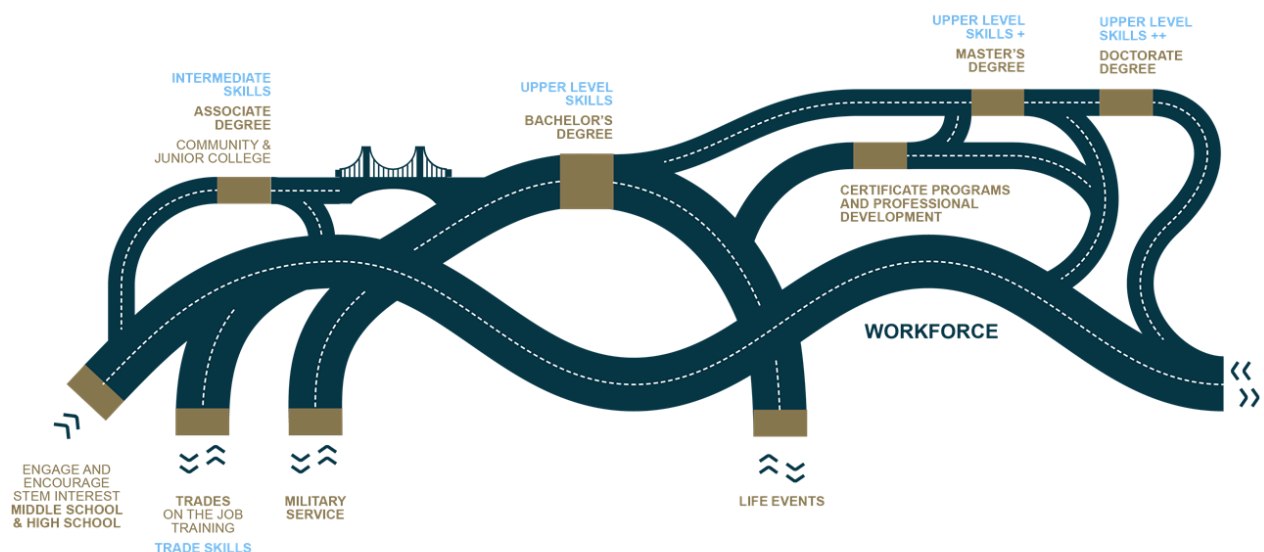 UPPER LEVEL
SKILLS +
MASTER'S
DEGREE
UPPER LEVEL
SKILLS ++
DOCTORATE
DEGREE
INTERMEDIATE
SKILLS
ASSOCIATE
DEGREE
COMMUNITY &
JUNIOR COLLEGE
UPPER LEVEL
SKILLS
BACHELOR'S
DEGREE
CERTIFICATE PROGRAMS
AND PROFESSIONAL
DEVELOPMENT
WORKFORCE
ENGAGE AND
ENCOURAGE
STEM INTEREST
MIDDLE SCHOOL
& HIGH SCHOOL
TRADES
ON THE JOB
TRAINING
TRADE SKILLS
MILITARY
SERVICE
LIFE EVENTS